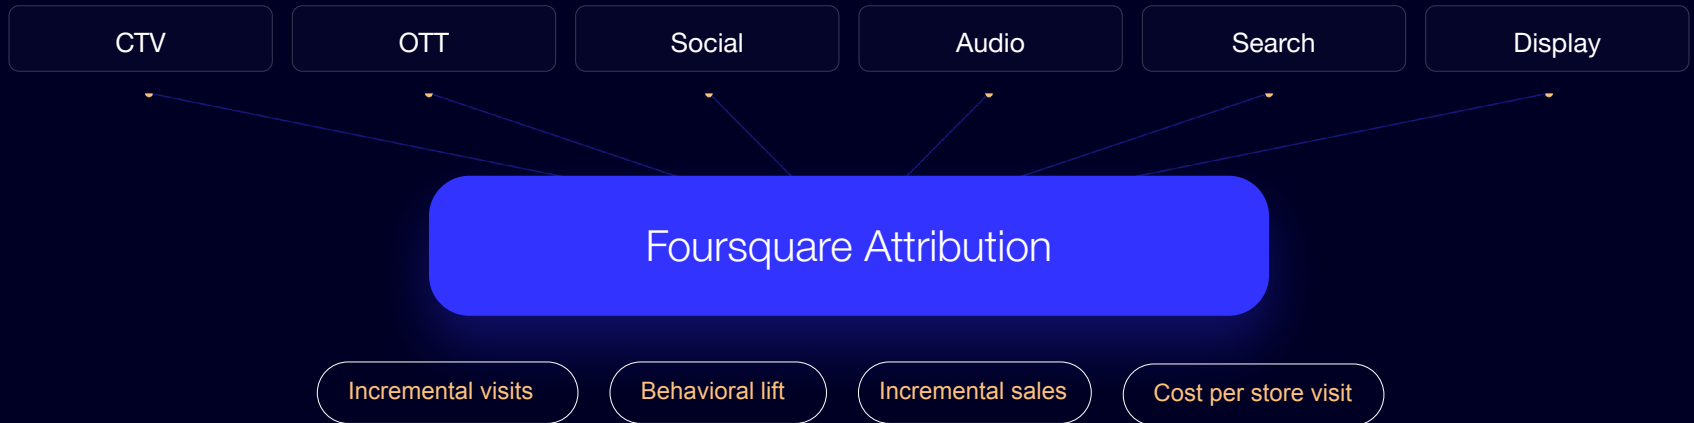 CTV
OTT
Social
Audio
Search
Display
Foursquare Attribution
Incremental visits
Behavioral lift
Incremental sales
Cost per store visit